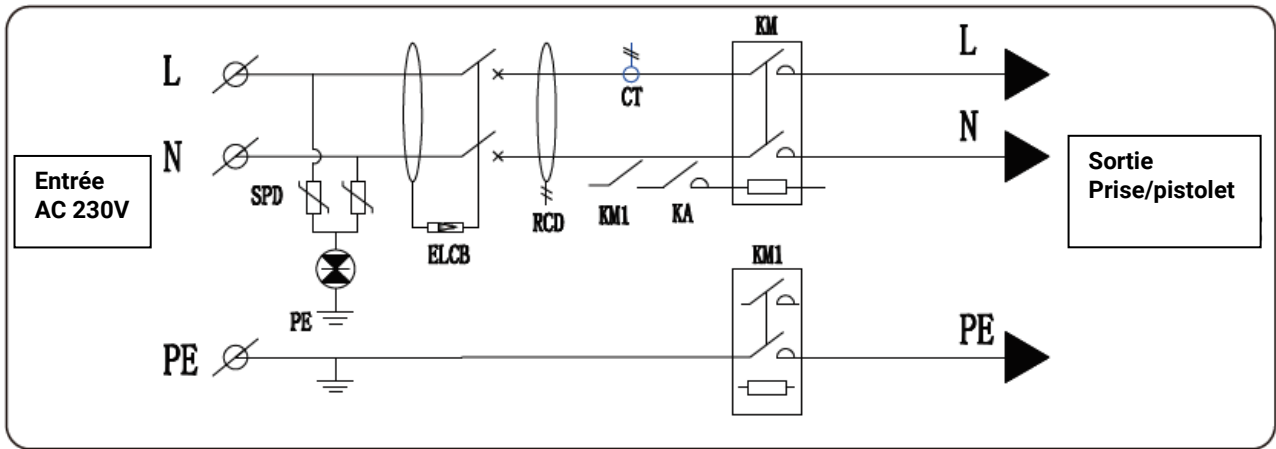 KM
L
L
CT
N
N
Entrée
AC 230V
SPD
Sortie
Prise/pistolet
KM1
KA
RCD
ELCB
KM1
PE
PE
PE